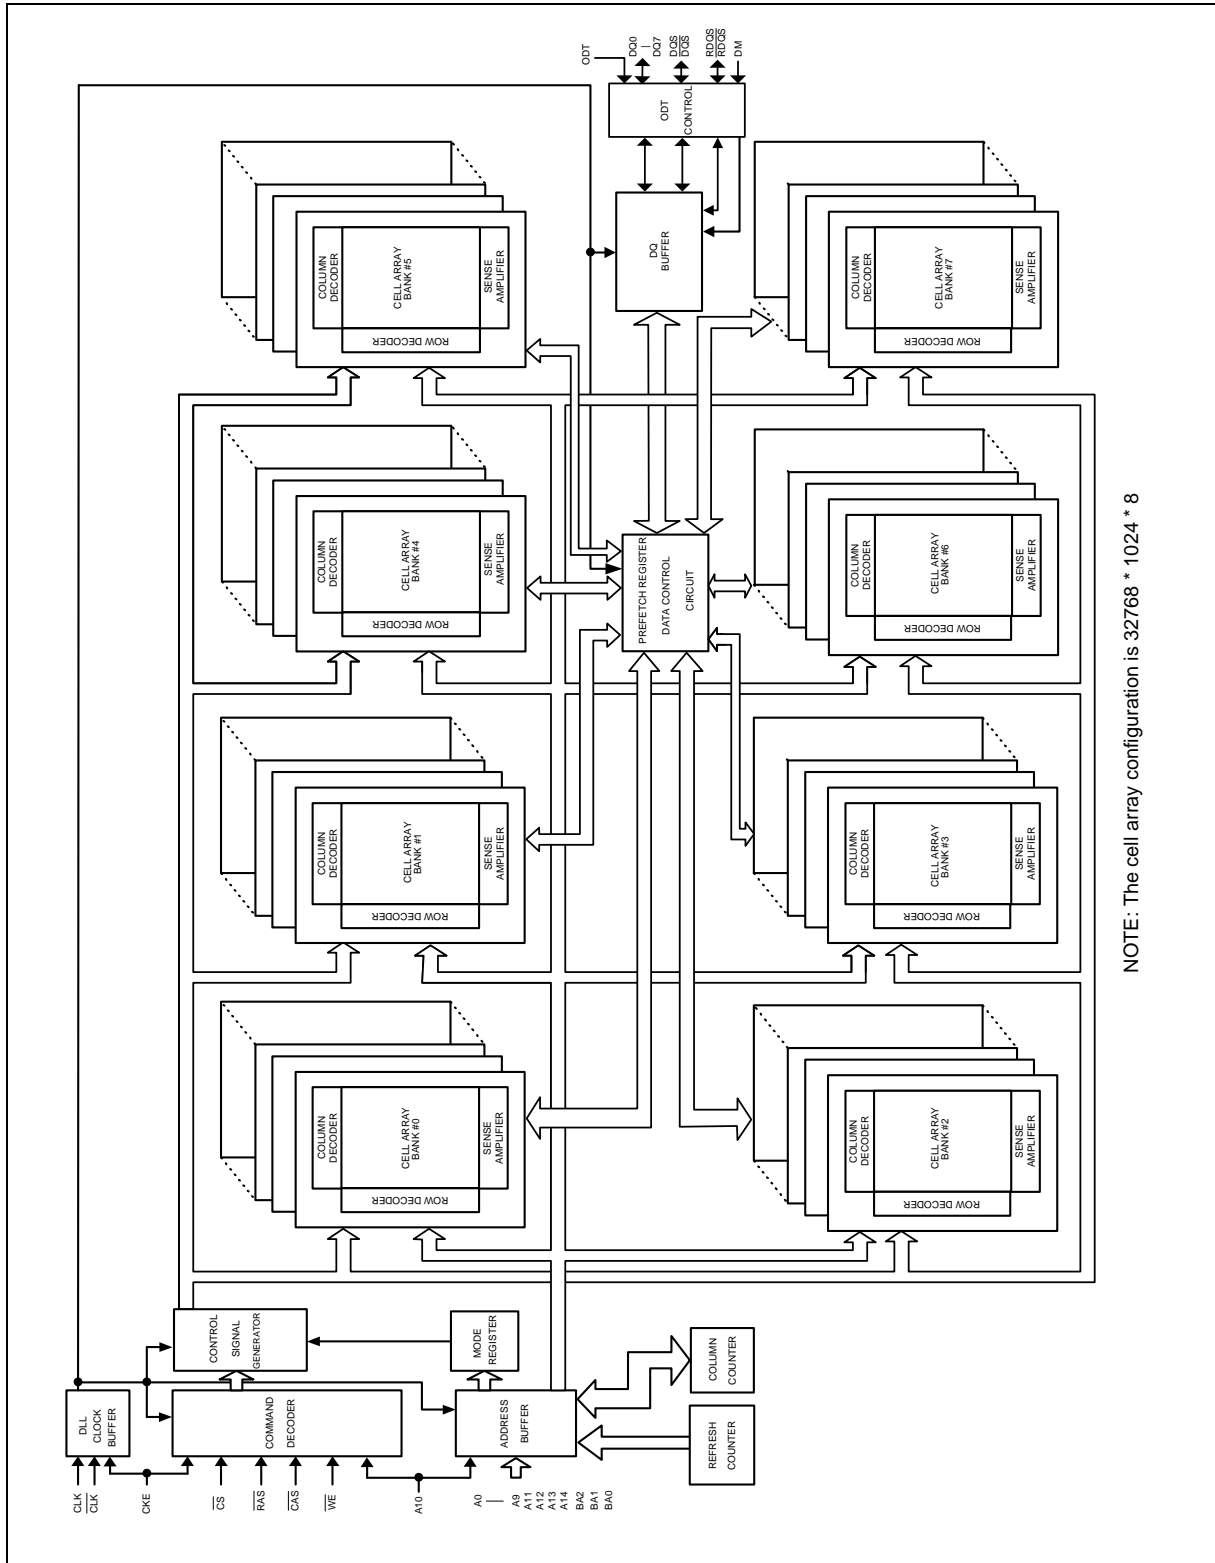 CLK
CLK
CKE
CS
RAS
CAS
WE
A10
A0
A9
A11
A12
A13
A14
BA2
BA1
BA0
DLL
CLOCK
BUFFER
COMMAND
DECODER
ADDRESS
BUFFER
REFRESH
COUNTER
COLUMN
COUNTER
CONTROL
SIGNAL
GENERATOR
MODE
REGISTER
COLUMN
DECODER
CELL ARRAY
BANK #0
SENSE
AMPLIFIER
ROW DECODER
COLUMN
DECODER
CELL ARRAY
BANK #2
SENSE
AMPLIFIER
ROW DECODER
COLUMN
DECODER
CELL ARRAY
BANK #1
SENSE
AMPLIFIER
ROW DECODER
COLUMN
DECODER
CELL ARRAY
BANK #3
SENSE
AMPLIFIER
ROW DECODER
COLUMN
DECODER
CELL ARRAY
BANK #4
SENSE
AMPLIFIER
ROW DECODER
PREFETCH REGISTER
DATA CONTROL
CIRCUIT
COLUMN
DECODER
CELL ARRAY
BANK #6
SENSE
AMPLIFIER
ROW DECODER
COLUMN
DECODER
CELL ARRAY
BANK #5
SENSE
AMPLIFIER
ROW DECODER
DQ
BUFFER
COLUMN
DECODER
CELL ARRAY
BANK #7
SENSE
AMPLIFIER
ROW DECODER
ODT
CONTROL
ODT
DQ0
DQ7
DQS
DQS
RDQS
RDQS
DM
NOTE: The cell array configuration is 32768 * 1024 * 8